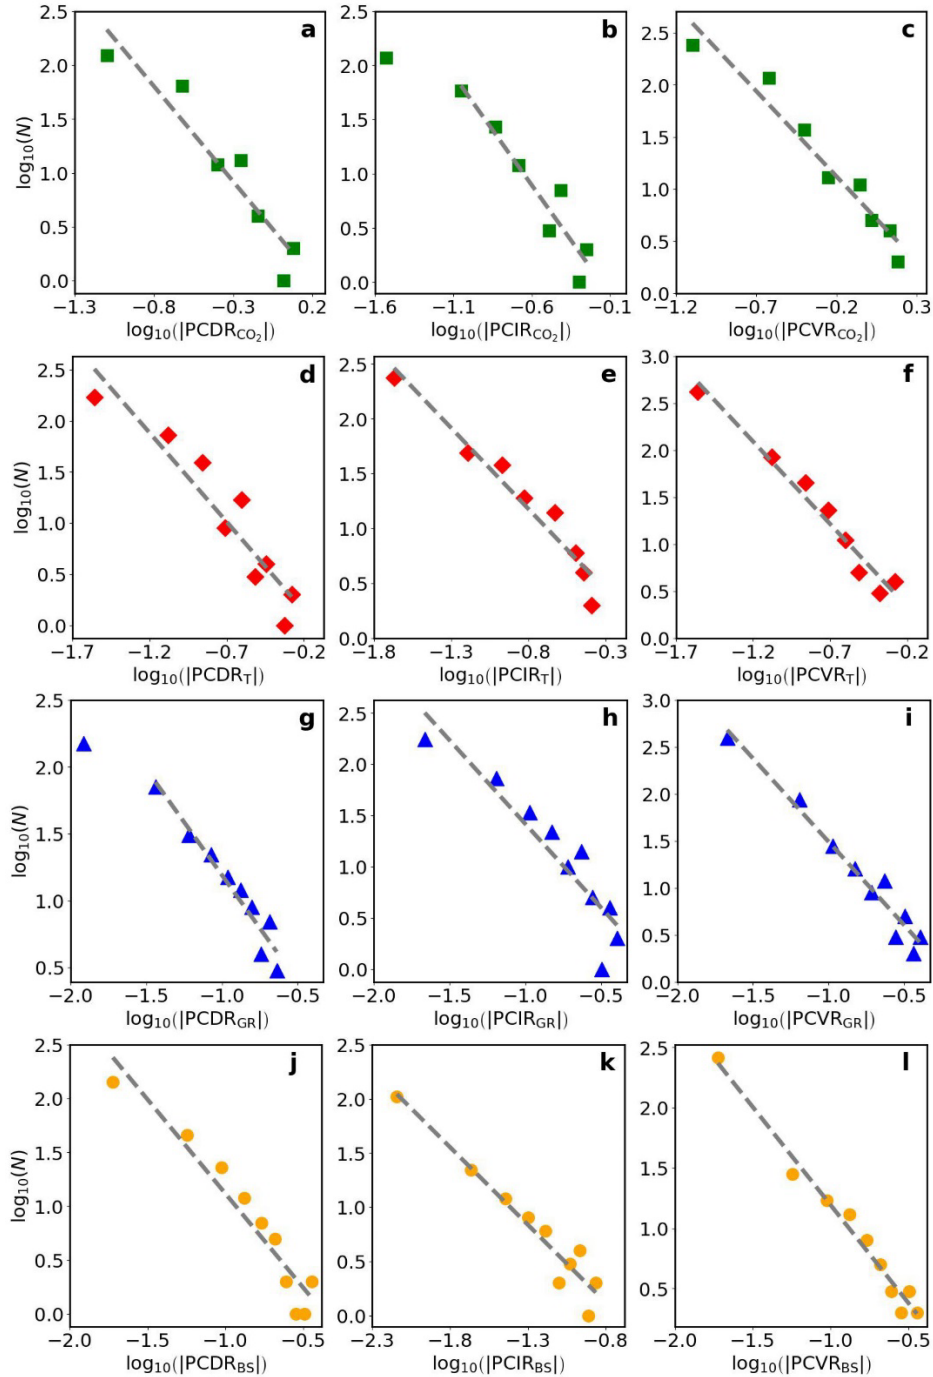 a
2.5
2.0
1.5
1.0
0.5
0.0
log₁₀(N)
−1.3 −0.8 −0.3 0.2
log₁₀(|PCDR_CO₂|)
b
2.5
2.0
1.5
1.0
0.5
0.0
−1.6 −1.1 −0.6 −0.1
log₁₀(|PCIR_CO₂|)
c
2.5
2.0
1.5
1.0
0.5
0.0
−1.2 −0.7 −0.2 0.3
log₁₀(|PCVR_CO₂|)
d
2.5
2.0
1.5
1.0
0.5
0.0
log₁₀(N)
−1.7 −1.2 −0.7 −0.2
log₁₀(|PCDR_T|)
e
2.5
2.0
1.5
1.0
0.5
0.0
−1.8 −1.3 −0.8 −0.3
log₁₀(|PCIR_T|)
f
3.0
2.5
2.0
1.5
1.0
0.5
0.0
−1.7 −1.2 −0.7 −0.2
log₁₀(|PCVR_T|)
g
2.5
2.0
1.5
1.0
0.5
log₁₀(N)
−2.0 −1.5 −1.0 −0.5
log₁₀(|PCDR_GR|)
h
2.5
2.0
1.5
1.0
0.5
0.0
−2.0 −1.5 −1.0 −0.5
log₁₀(|PCIR_GR|)
i
3.0
2.5
2.0
1.5
1.0
0.5
0.0
−2.0 −1.5 −1.0 −0.5
log₁₀(|PCVR_GR|)
j
2.5
2.0
1.5
1.0
0.5
0.0
log₁₀(N)
−2.0 −1.5 −1.0 −0.5
log₁₀(|PCDR_BS|)
k
2.5
2.0
1.5
1.0
0.5
0.0
−2.3 −1.8 −1.3 −0.8
log₁₀(|PCIR_BS|)
l
2.5
2.0
1.5
1.0
0.5
−2.0 −1.5 −1.0 −0.5
log₁₀(|PCVR_BS|)